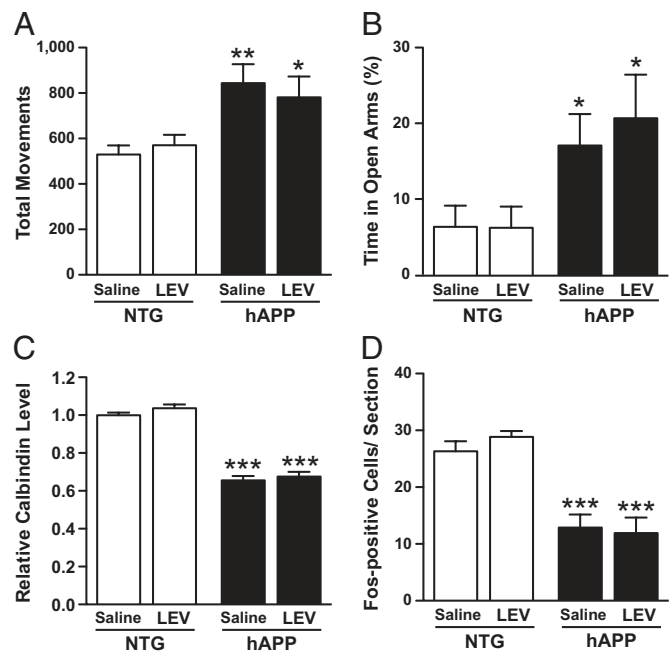 A
Total Movements
1,000
800
600
400
200
0
**
*
Saline LEV Saline LEV
NTG hAPP
B
Time in Open Arms (%)
30
20
10
0
*
*
Saline LEV Saline LEV
NTG hAPP
C
Relative Calbindin Level
1.2
1.0
0.8
0.6
0.4
0.2
0.0
*** ***
Saline LEV Saline LEV
NTG hAPP
D
Fos-positive Cells/ Section
40
30
20
10
0
*** ***
Saline LEV Saline LEV
NTG hAPP